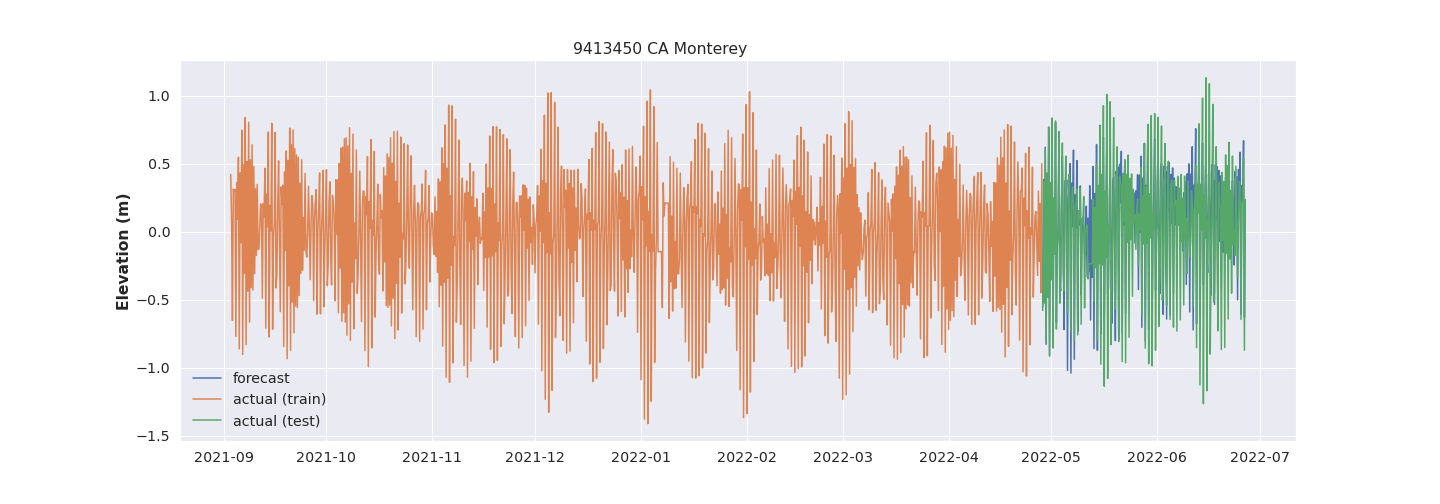 9413450 CA Monterey
Elevation (m)
1.0
0.5
0.0
−0.5
−1.0
−1.5
forecast
actual (train)
actual (test)
2021-09 2021-10 2021-11 2021-12 2022-01 2022-02 2022-03 2022-04 2022-05 2022-06 2022-07